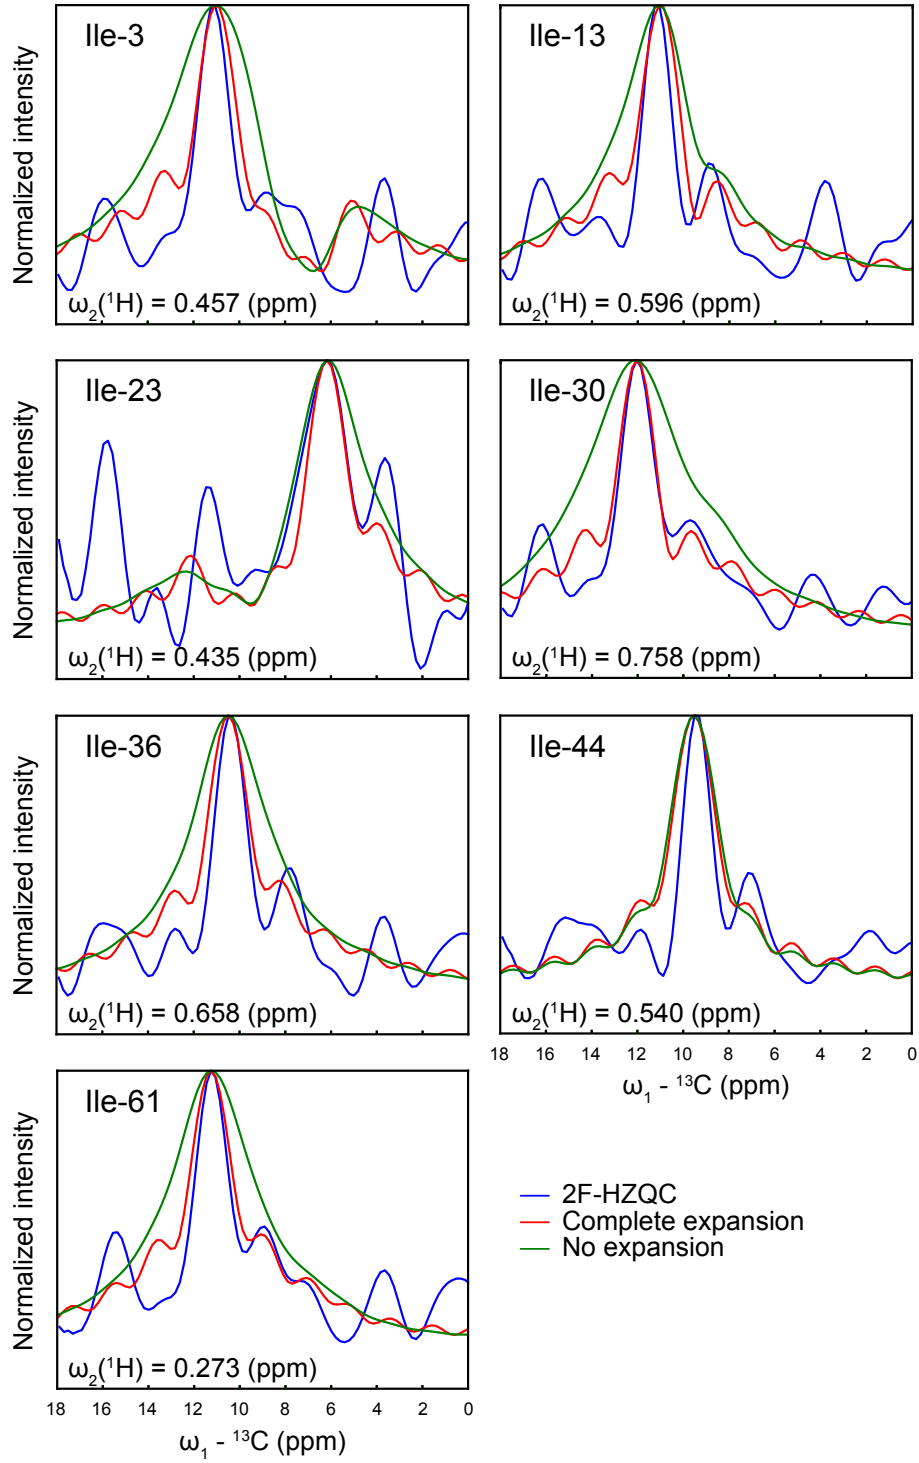 Ile-3
Normalized intensity
ω₂(¹H) = 0.457 (ppm)
Ile-13
ω₂(¹H) = 0.596 (ppm)
Ile-23
Normalized intensity
ω₂(¹H) = 0.435 (ppm)
Ile-30
ω₂(¹H) = 0.758 (ppm)
Ile-36
Normalized intensity
ω₂(¹H) = 0.658 (ppm)
Ile-44
ω₂(¹H) = 0.540 (ppm)
18 16 14 12 10 8 6 4 2 0
ω₁ - ¹³C (ppm)
Ile-61
Normalized intensity
ω₂(¹H) = 0.273 (ppm)
18 16 14 12 10 8 6 4 2 0
ω₁ - ¹³C (ppm)
2F-HZQC
Complete expansion
No expansion